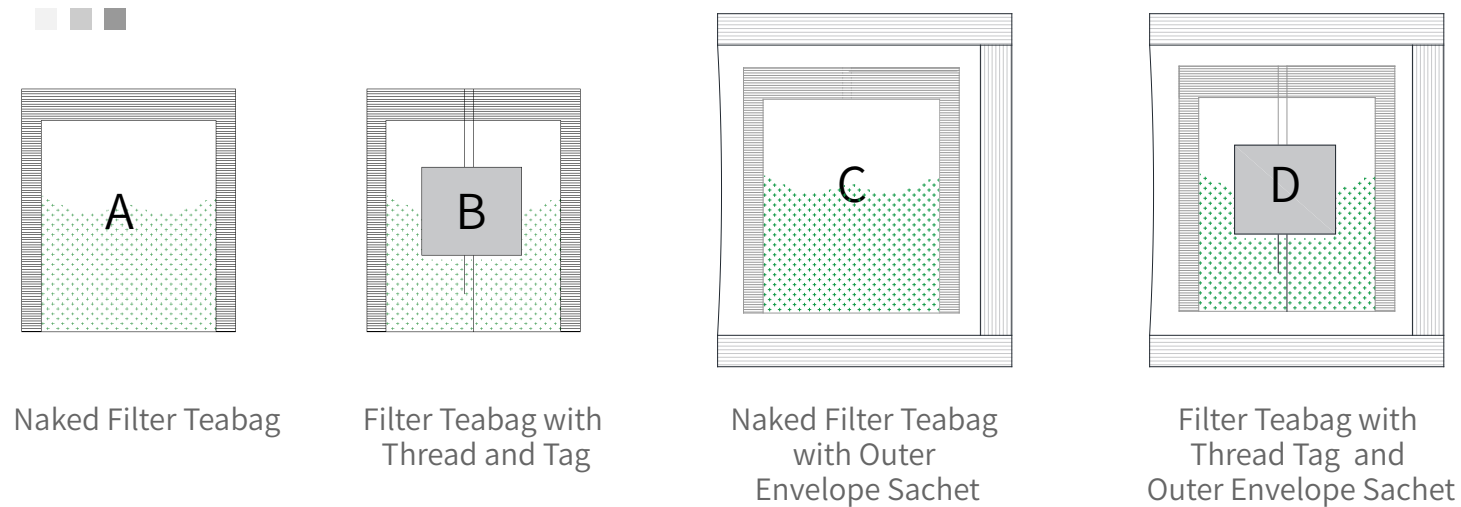 A
B
C
D
Naked Filter Teabag
Filter Teabag with
Thread and Tag
Naked Filter Teabag
with Outer
Envelope Sachet
Filter Teabag with
Thread Tag  and
Outer Envelope Sachet